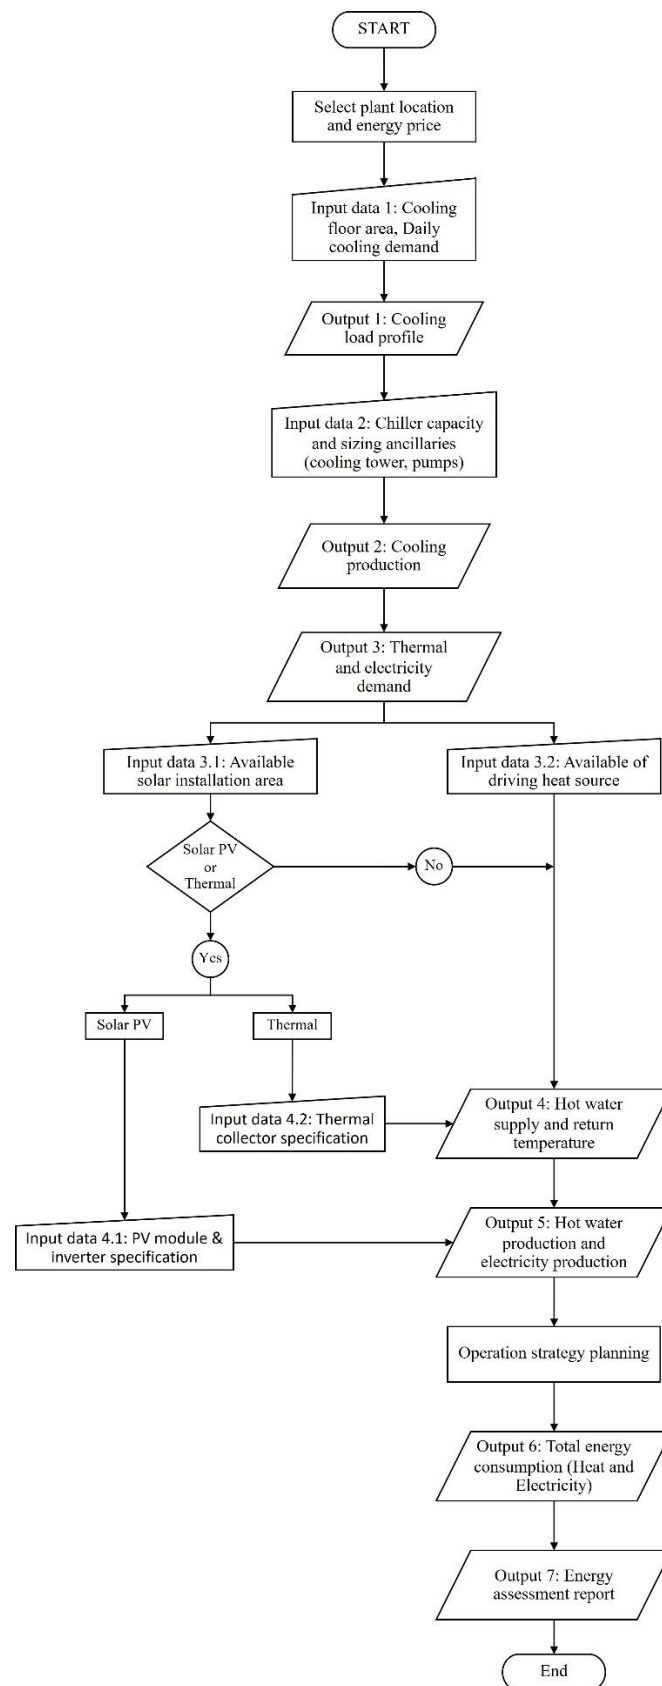 START
Select plant location
and energy price
Input data 1: Cooling
floor area, Daily
cooling demand
Output 1: Cooling
load profile
Input data 2: Chiller capacity
and sizing ancillaries
(cooling tower, pumps)
Output 2: Cooling
production
Output 3: Thermal
and electricity
demand
Input data 3.1: Available
solar installation area
Input data 3.2: Available of
driving heat source
Solar PV
or
Thermal
No
Yes
Solar PV
Thermal
Input data 4.2: Thermal
collector specification
Output 4: Hot water
supply and return
temperature
Input data 4.1: PV module &
inverter specification
Output 5: Hot water
production and
electricity production
Operation strategy planning
Output 6: Total energy
consumption (Heat and
Electricity)
Output 7: Energy
assessment report
End